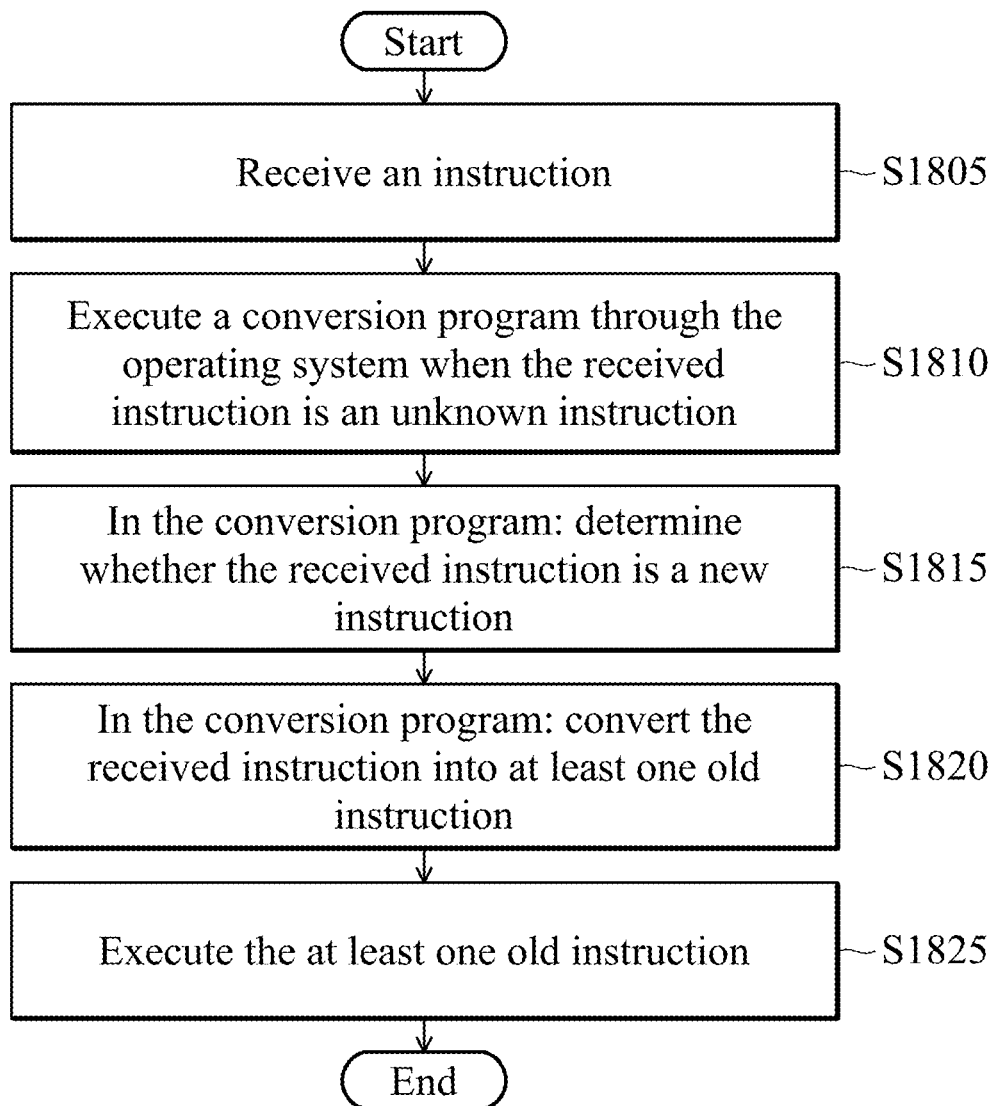 Start
Receive an instruction
S1805
Execute a conversion program through the
operating system when the received
instruction is an unknown instruction
S1810
In the conversion program: determine
whether the received instruction is a new
instruction
S1815
In the conversion program: convert the
received instruction into at least one old
instruction
S1820
Execute the at least one old instruction
S1825
End